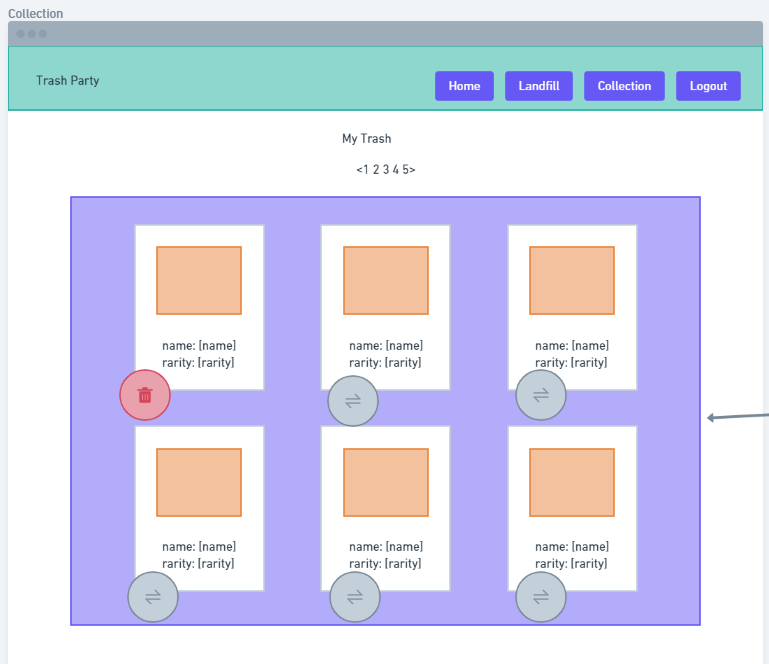 Collection
Trash Party
Home Landfill Collection Logout
My Trash
<1 2 3 4 5>
name: [name] name: [name] name: [name]
rarity: [rarity] rarity: [rarity] rarity: [rarity]
name: [name] name: [name] name: [name]
rarity: [rarity] rarity: [rarity] rarity: [rarity]